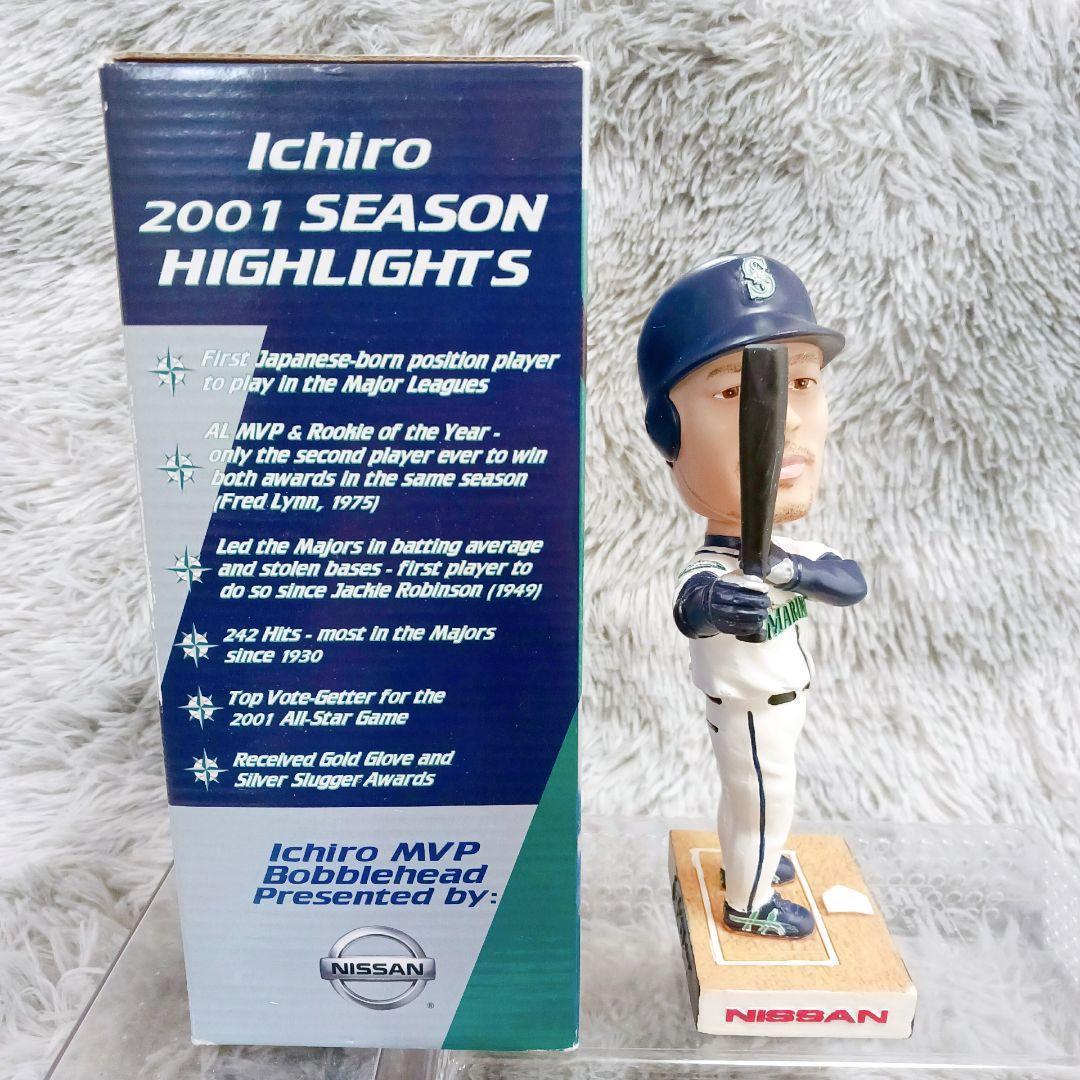 Ichiro
2001 SEASON
HIGHLIGHTS
First Japanese-born position player
to play in the Major Leagues
AL MVP & Rookie of the Year -
only the second player ever to win
both awards in the same season
(Fred Lynn, 1975)
Led the Majors in batting average
and stolen bases - first player to
do so since Jackie Robinson (1949)
242 Hits - most in the Majors
since 1930
Top Vote-Getter for the
2001 All-Star Game
Received Gold Glove and
Silver Slugger Awards
Ichiro MVP
Bobblehead
Presented by:
NISSAN
®
S
MARIN
NISSAN